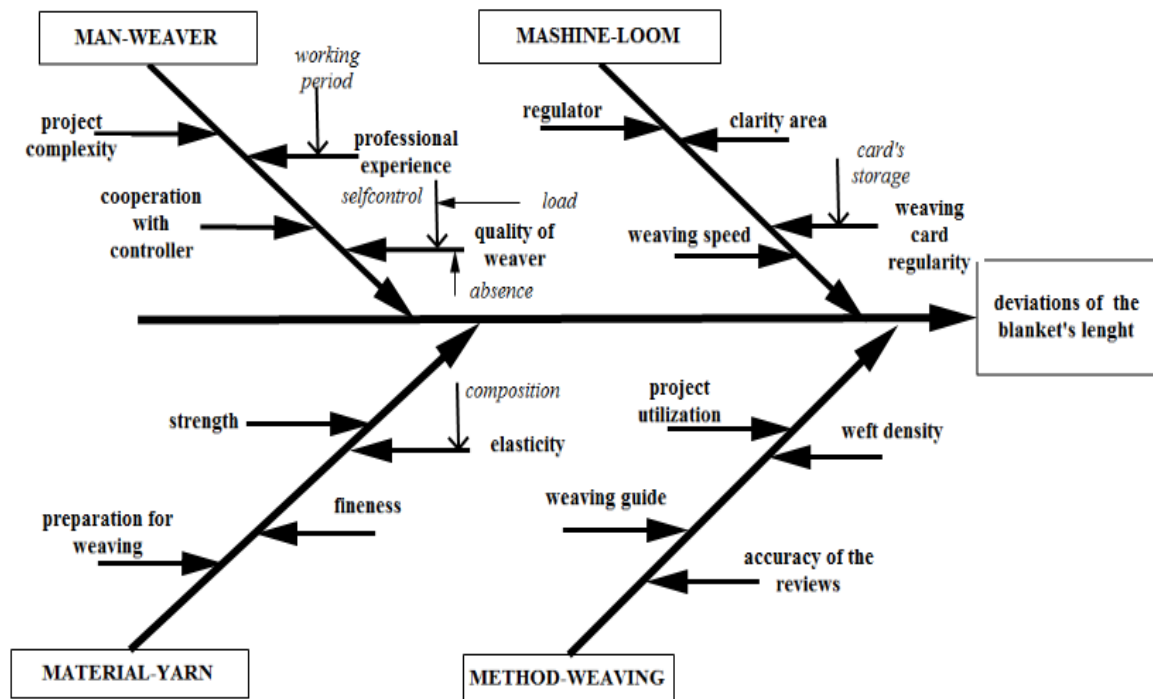 MAN-WEAVER
MASHINE-LOOM
working
period
project
complexity
professional
experience
cooperation
with
controller
selfcontrol
load
quality of
weaver
absence
regulator
clarity area
card's
storage
weaving speed
weaving
card
regularity
deviations of the
blanket's lenght
composition
strength
elasticity
fineness
preparation for
weaving
project
utilization
weft density
weaving guide
accuracy of the
reviews
MATERIAL-YARN
METHOD-WEAVING